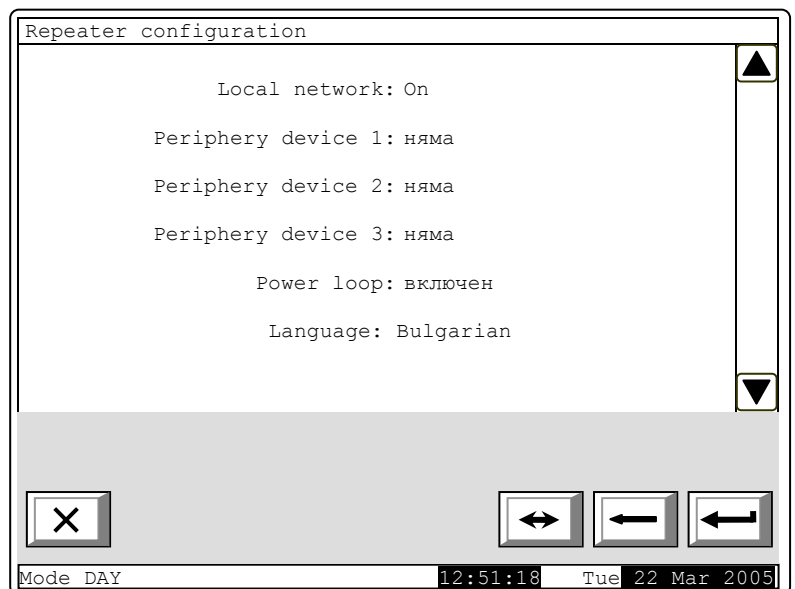 Repeater configuration
Local network: On
Periphery device 1: няма
Periphery device 2: няма
Periphery device 3: няма
Power loop: включен
Language: Bulgarian
Mode DAY 12:51:18 Tue 22 Mar 2005